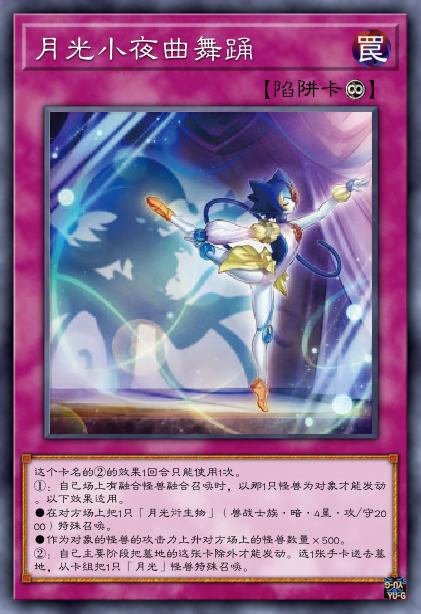 月光小夜曲舞踊
罠
【陷阱卡♾】
这个卡名的②的效果1回合只能使用1次。
①：自己场上有融合怪兽融合召唤时，以那1只怪兽为对象才能发动
。以下效果适用。
●在对方场上把1只「月光衍生物」（兽战士族・暗・4星・攻/守20
00）特殊召唤。
●作为对象的怪兽的攻击力上升对方场上的怪兽数量×500。
②：自己主要阶段把墓地的这张卡除外才能发动。选1张手卡送去墓
地，从卡组把1只「月光」怪兽特殊召唤。